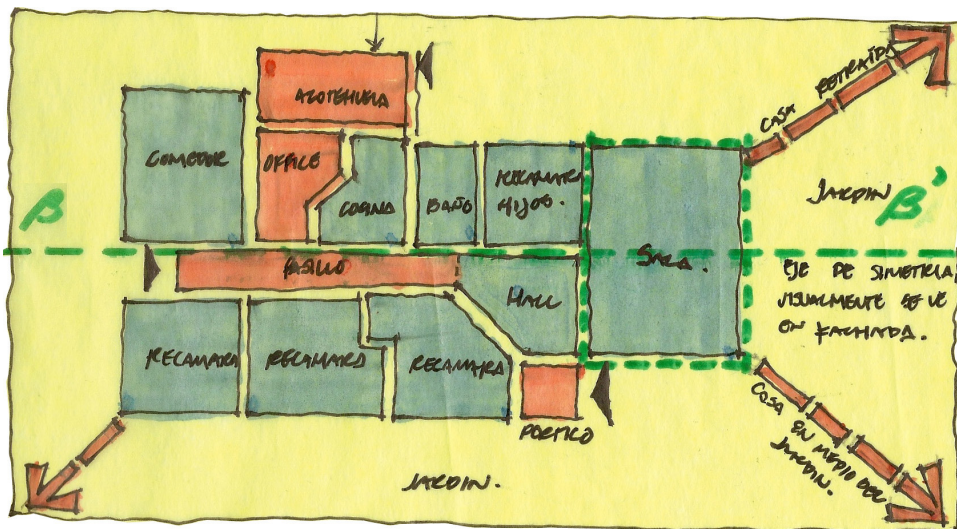 AZOTEHUELA
COMEDOR
OFFICE
COCINA
BAÑO
RECAMARA
HIJOS.
SALA.
CASA RETRAIDA
JARDIN
β
β'
PASILLO
HALL
EJE DE SIMETRIA,
VISUALMENTE SE VE
EN FACHADA.
RECAMARA
RECAMARA
RECAMARA
PORTICO
CASA EN MEDIO DEL
JARDIN.
JARDIN.